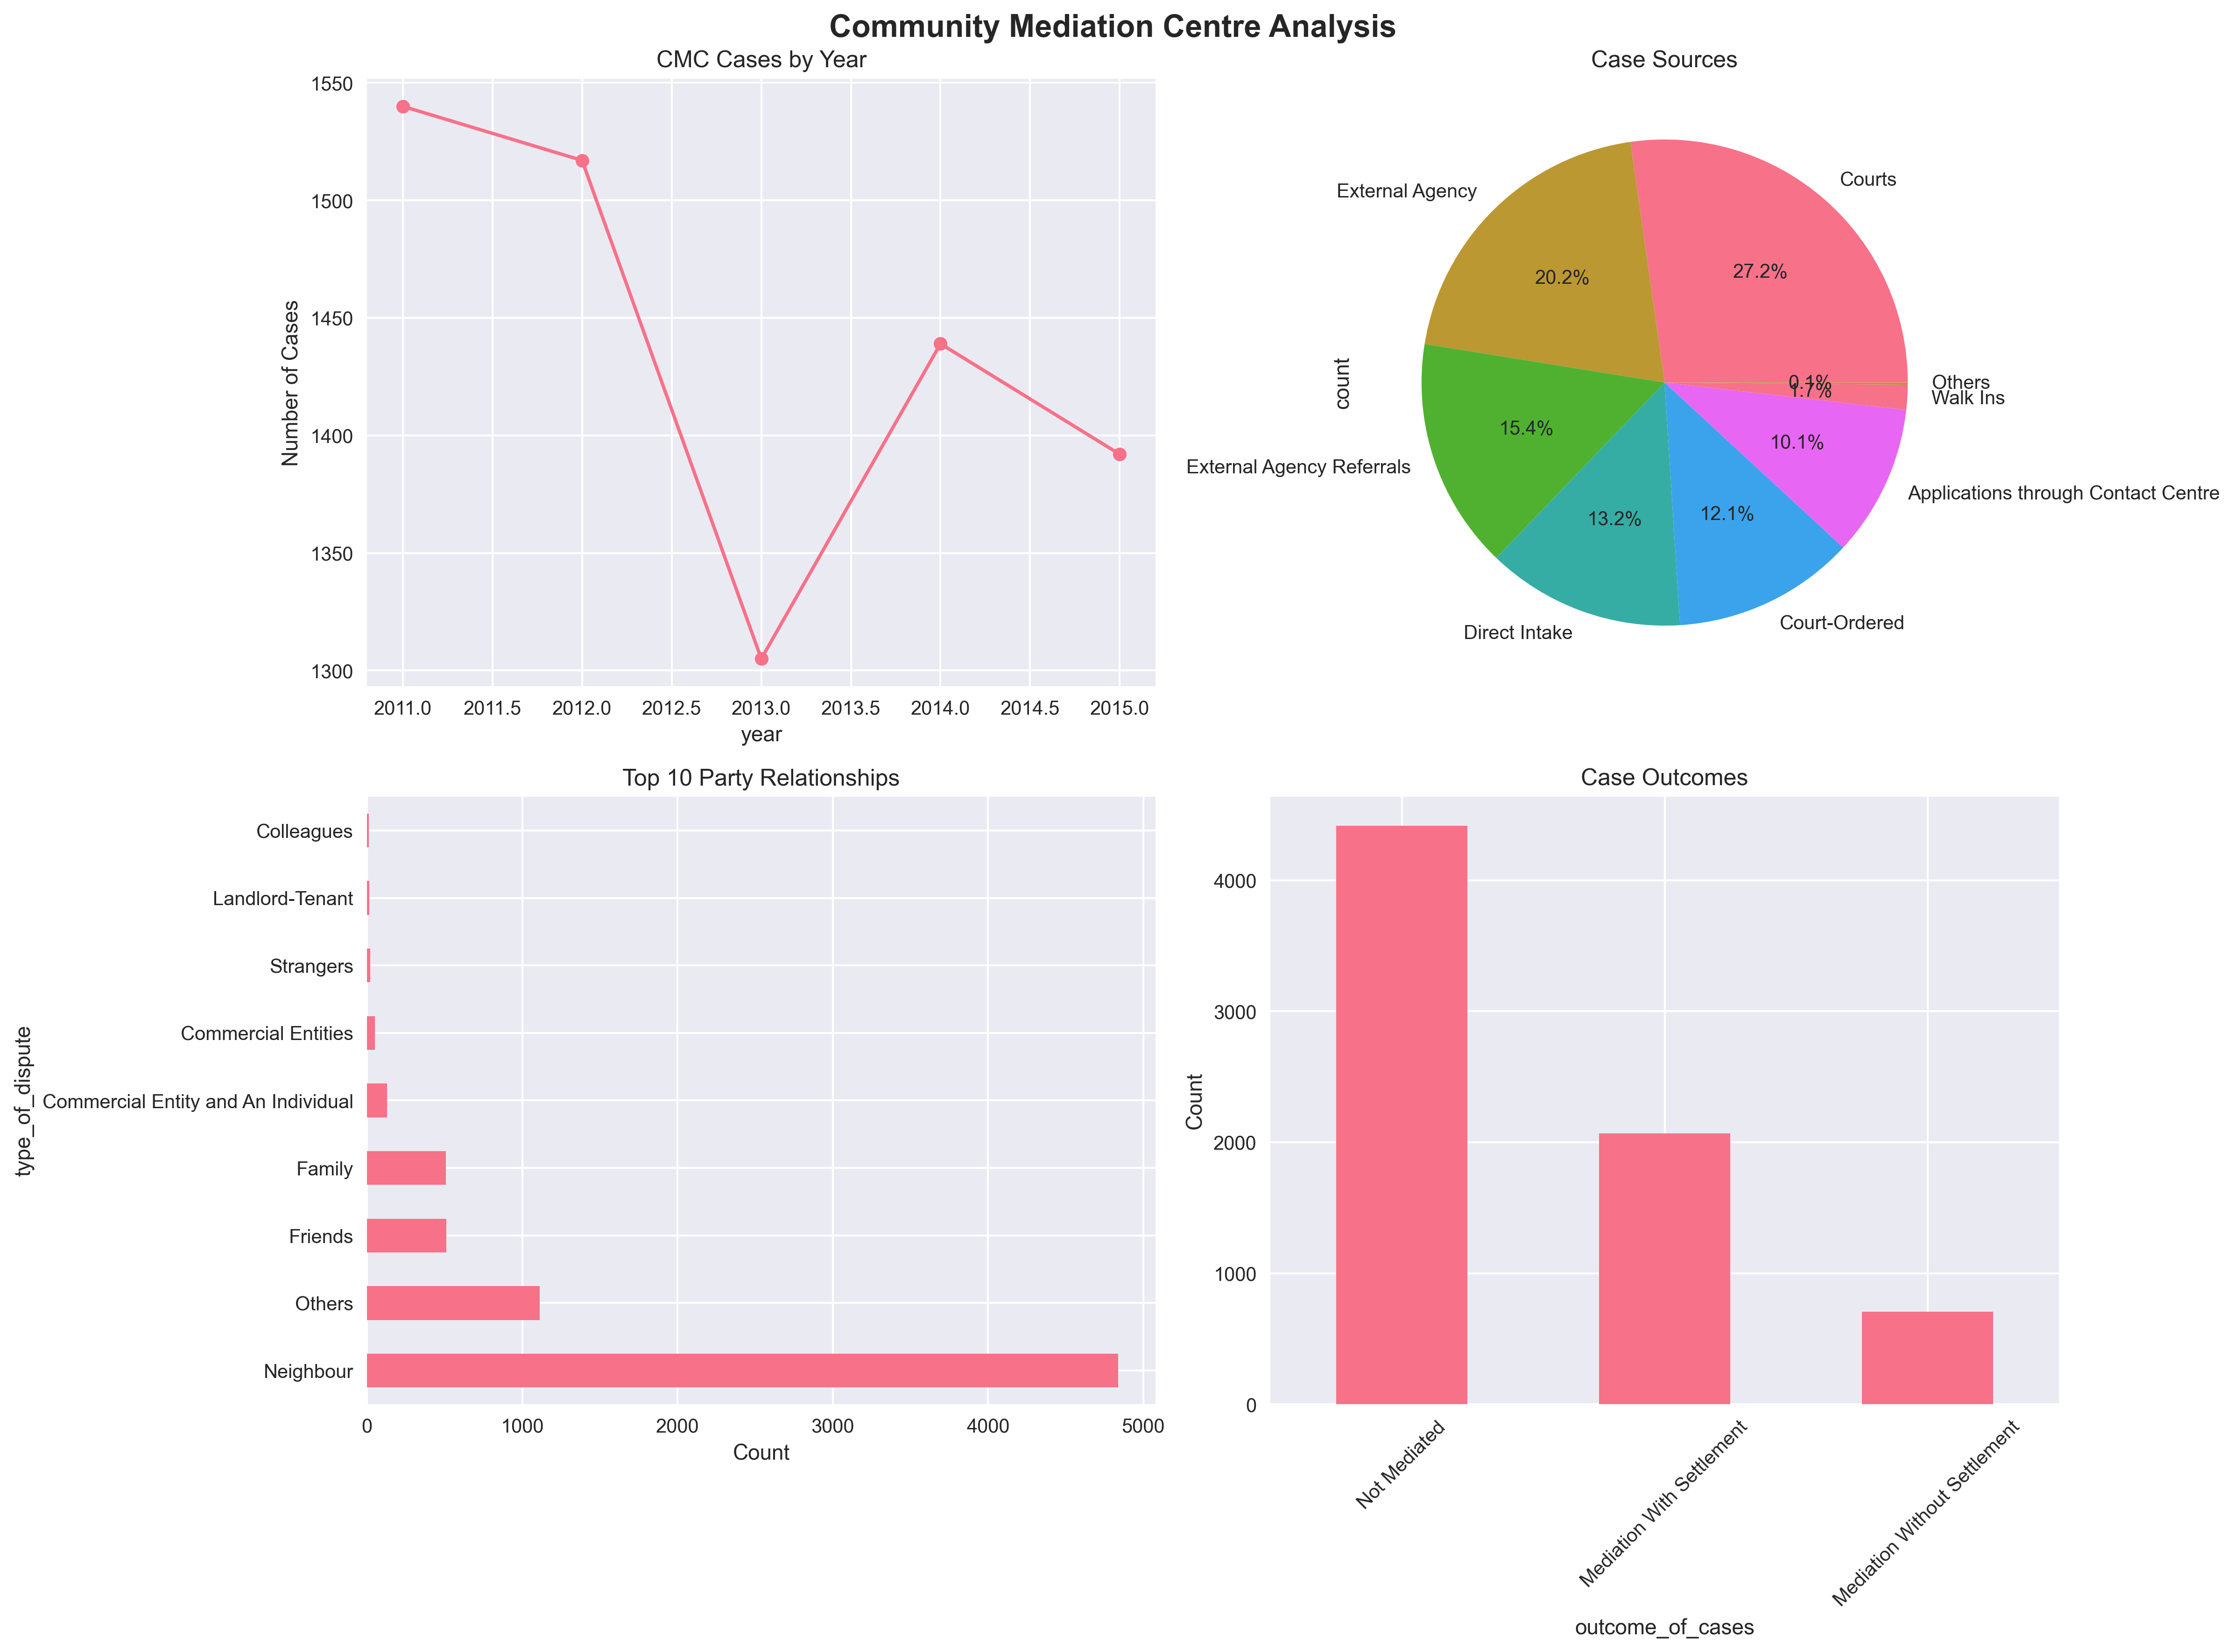 Community Mediation Centre Analysis
CMC Cases by Year
1550
1500
1450
1400
1350
1300
Number of Cases
2011.0 2011.5 2012.0 2012.5 2013.0 2013.5 2014.0 2014.5 2015.0
year
Case Sources
Courts
External Agency
27.2%
20.2%
count
0.1%
Others
1.7%
Walk Ins
15.4%
10.1%
External Agency Referrals
Applications through Contact Centre
13.2%
12.1%
Direct Intake
Court-Ordered
Top 10 Party Relationships
Colleagues
Landlord-Tenant
Strangers
Commercial Entities
Commercial Entity and An Individual
Family
Friends
Others
Neighbour
type_of_dispute
0 1000 2000 3000 4000 5000
Count
Case Outcomes
4000
3000
2000
1000
0
Count
Not Mediated
Mediation With Settlement
Mediation Without Settlement
outcome_of_cases